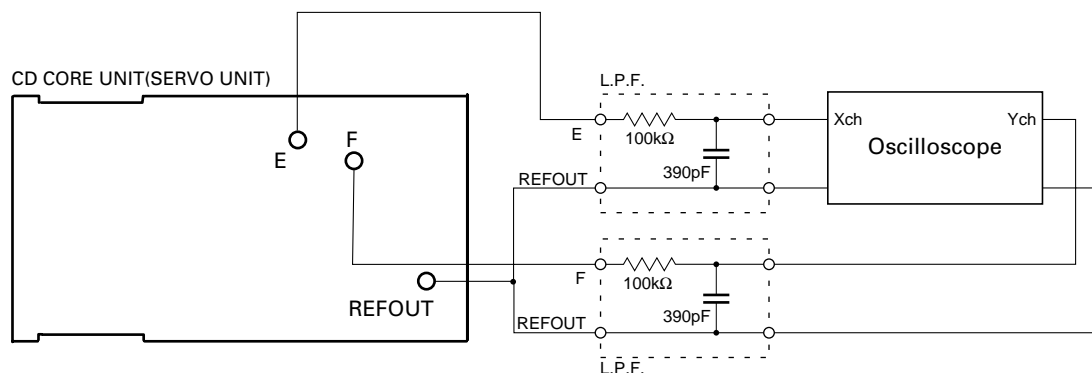 CD CORE UNIT(SERVO UNIT)
E
F
REFOUT
L.P.F.
E
100kΩ
390pF
REFOUT
Xch
Ych
Oscilloscope
F
100kΩ
390pF
REFOUT
L.P.F.